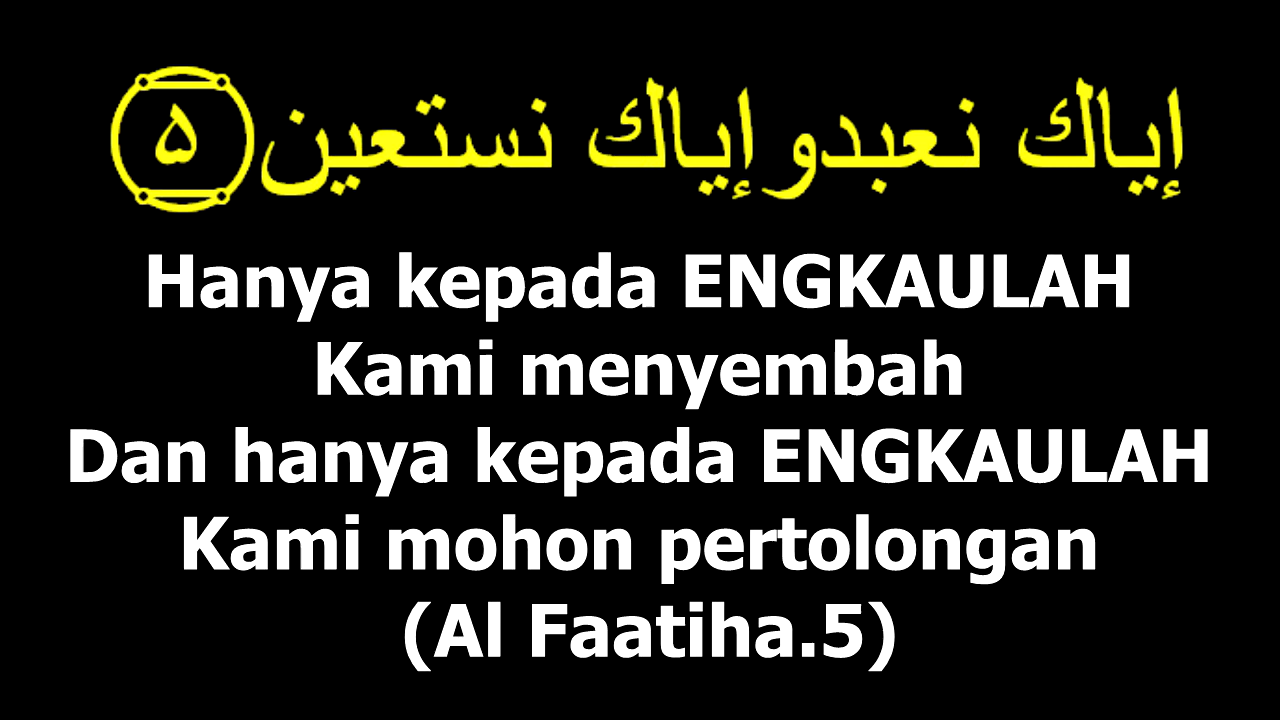 إياك نعبدو إياك نستعين ۵
Hanya kepada ENGKAULAH
Kami menyembah
Dan hanya kepada ENGKAULAH
Kami mohon pertolongan
(Al Faatiha.5)